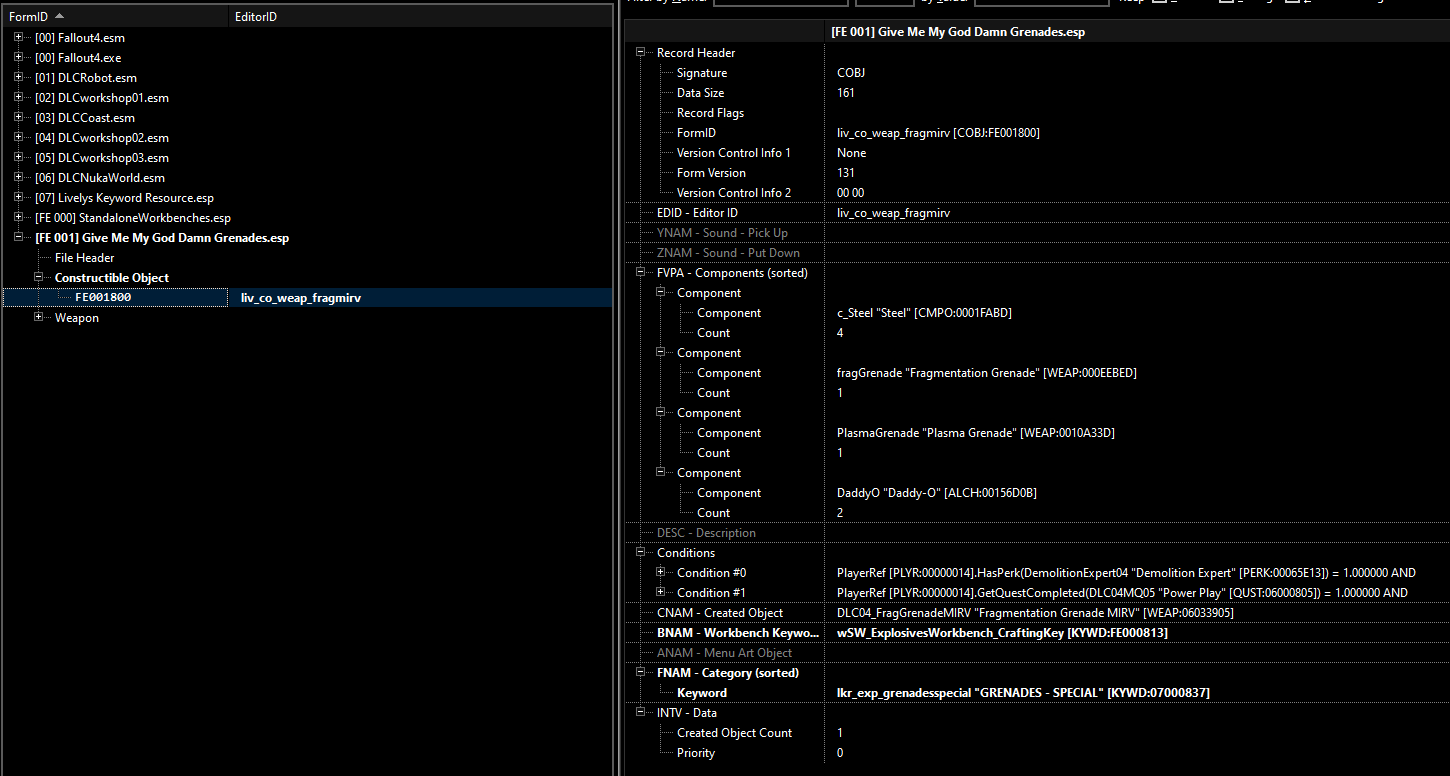 FormID EditorID
[00] Fallout4.esm
[00] Fallout4.exe
[01] DLCRobot.esm
[02] DLCworkshop01.esm
[03] DLCCoast.esm
[04] DLCworkshop02.esm
[05] DLCworkshop03.esm
[06] DLCNukaWorld.esm
[07] Livelys Keyword Resource.esp
[FE 000] StandaloneWorkbenches.esp
[FE 001] Give Me My God Damn Grenades.esp
File Header
Constructible Object
FE001800 liv_co_weap_fragmirv
Weapon
[FE 001] Give Me My God Damn Grenades.esp
Record Header
Signature COBJ
Data Size 161
Record Flags
FormID liv_co_weap_fragmirv [COBJ:FE001800]
Version Control Info 1 None
Form Version 131
Version Control Info 2 00 00
EDID - Editor ID liv_co_weap_fragmirv
YNAM - Sound - Pick Up
ZNAM - Sound - Put Down
FVPA - Components (sorted)
Component
Component c_Steel "Steel" [CMPO:0001FABD]
Count 4
Component
Component fragGrenade "Fragmentation Grenade" [WEAP:000EEBED]
Count 1
Component
Component PlasmaGrenade "Plasma Grenade" [WEAP:0010A33D]
Count 1
Component
Component DaddyO "Daddy-O" [ALCH:00156D0B]
Count 2
DESC - Description
Conditions
Condition #0 PlayerRef [PLYR:00000014].HasPerk(DemolitionExpert04 "Demolition Expert" [PERK:00065E13]) = 1.000000 AND
Condition #1 PlayerRef [PLYR:00000014].GetQuestCompleted(DLC04MQ05 "Power Play" [QUST:06000805]) = 1.000000 AND
CNAM - Created Object DLC04_FragGrenadeMIRV "Fragmentation Grenade MIRV" [WEAP:06033905]
BNAM - Workbench Keywo... wSW_ExplosivesWorkbench_CraftingKey [KYWD:FE000813]
ANAM - Menu Art Object
FNAM - Category (sorted)
Keyword lkr_exp_grenadesspecial "GRENADES - SPECIAL" [KYWD:07000837]
INTV - Data
Created Object Count 1
Priority 0